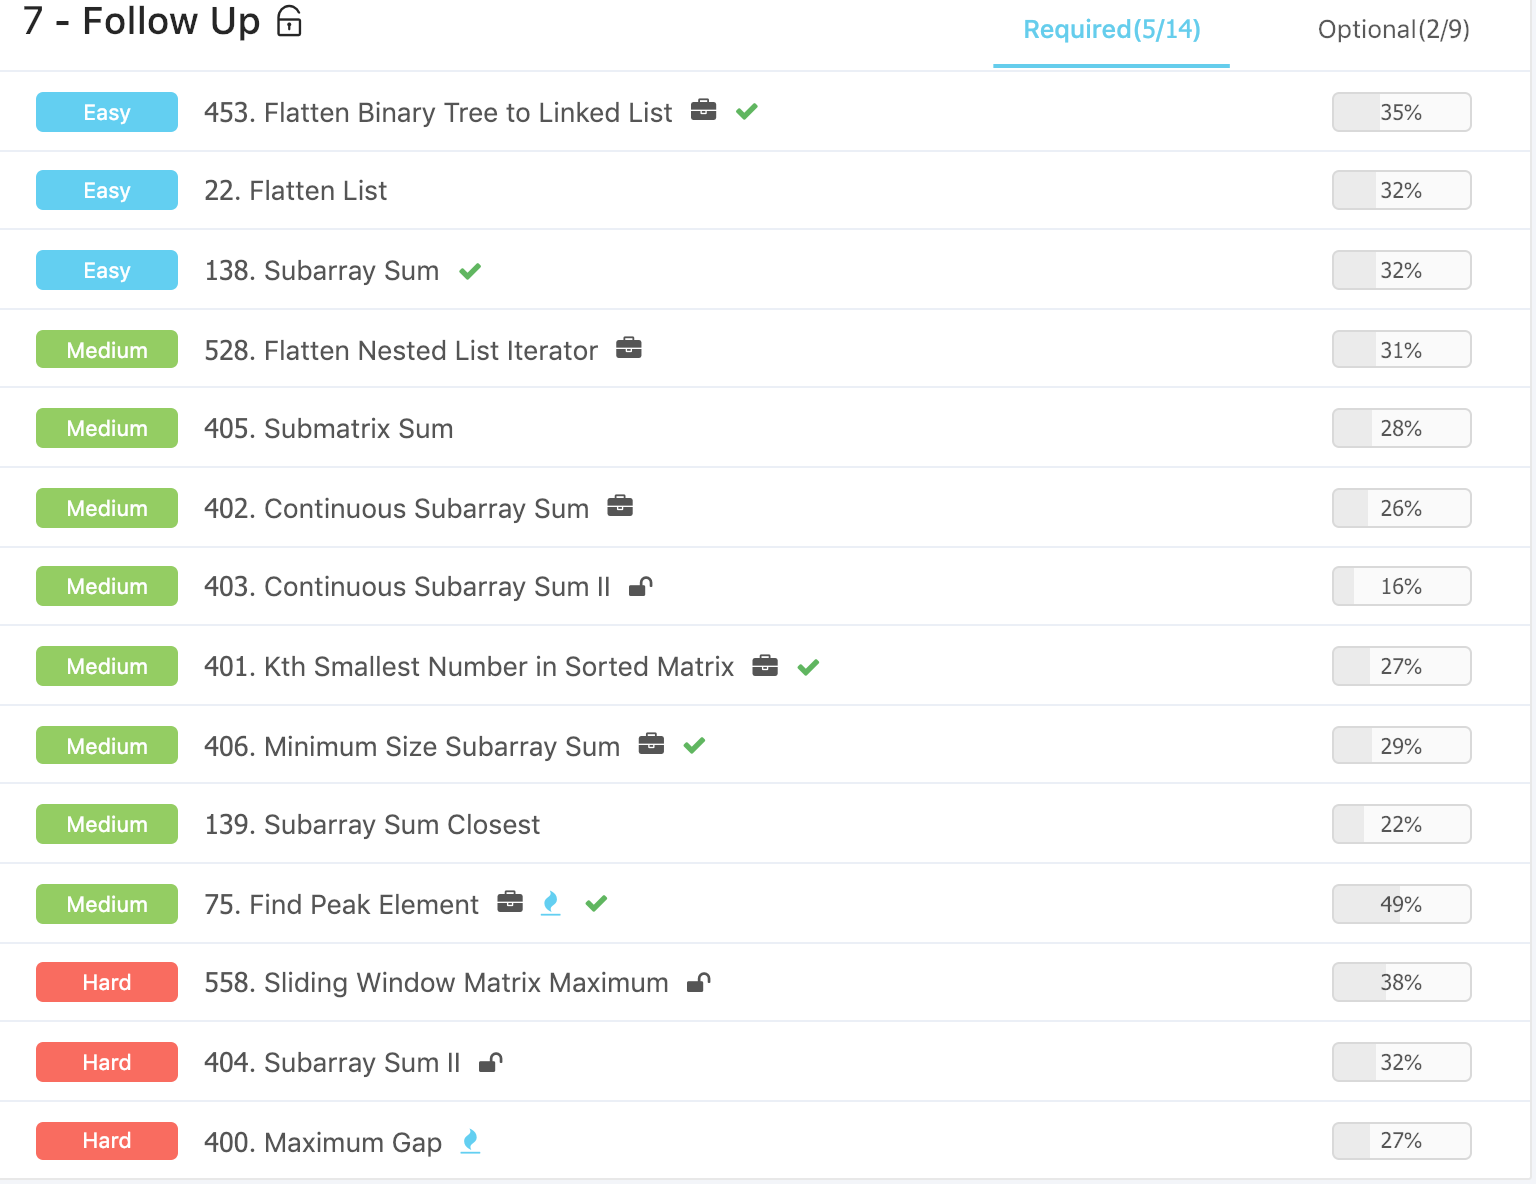 7 - Follow Up Required(5/14) Optional(2/9)
Easy 453. Flatten Binary Tree to Linked List 35%
Easy 22. Flatten List 32%
Easy 138. Subarray Sum 32%
Medium 528. Flatten Nested List Iterator 31%
Medium 405. Submatrix Sum 28%
Medium 402. Continuous Subarray Sum 26%
Medium 403. Continuous Subarray Sum II 16%
Medium 401. Kth Smallest Number in Sorted Matrix 27%
Medium 406. Minimum Size Subarray Sum 29%
Medium 139. Subarray Sum Closest 22%
Medium 75. Find Peak Element 49%
Hard 558. Sliding Window Matrix Maximum 38%
Hard 404. Subarray Sum II 32%
Hard 400. Maximum Gap 27%